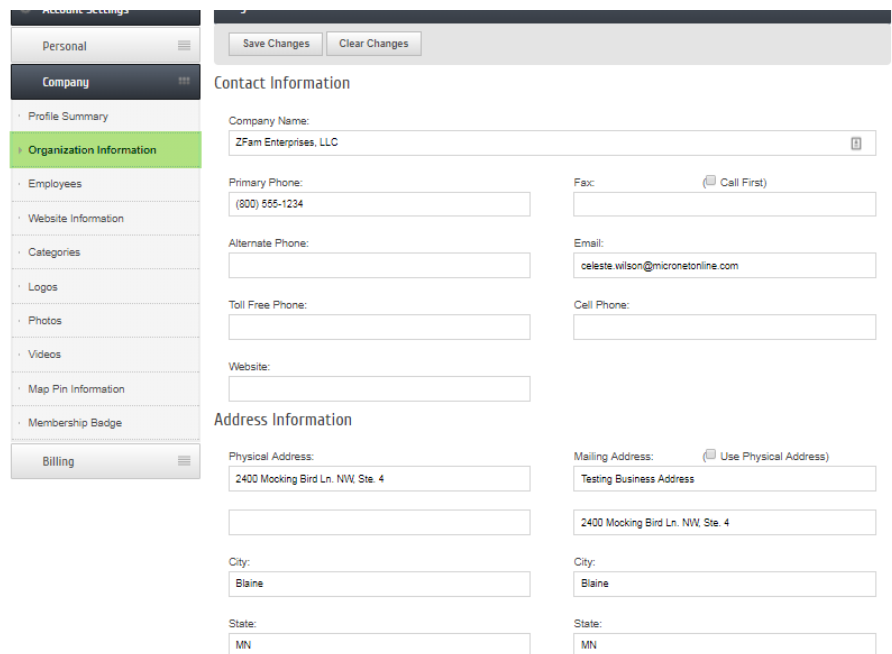 Account Settings
Personal
Company
Profile Summary
Organization Information
Employees
Website Information
Categories
Logos
Photos
Videos
Map Pin Information
Membership Badge
Billing
Save Changes Clear Changes
Contact Information
Company Name:
ZFam Enterprises, LLC
Primary Phone: Fax: ( Call First)
(800) 555-1234
Alternate Phone: Email:
celeste.wilson@micronetonline.com
Toll Free Phone: Cell Phone:
Website:
Address Information
Physical Address: Mailing Address: ( Use Physical Address)
2400 Mocking Bird Ln. NW, Ste. 4 Testing Business Address
2400 Mocking Bird Ln. NW, Ste. 4
City: City:
Blaine Blaine
State: State:
MN MN